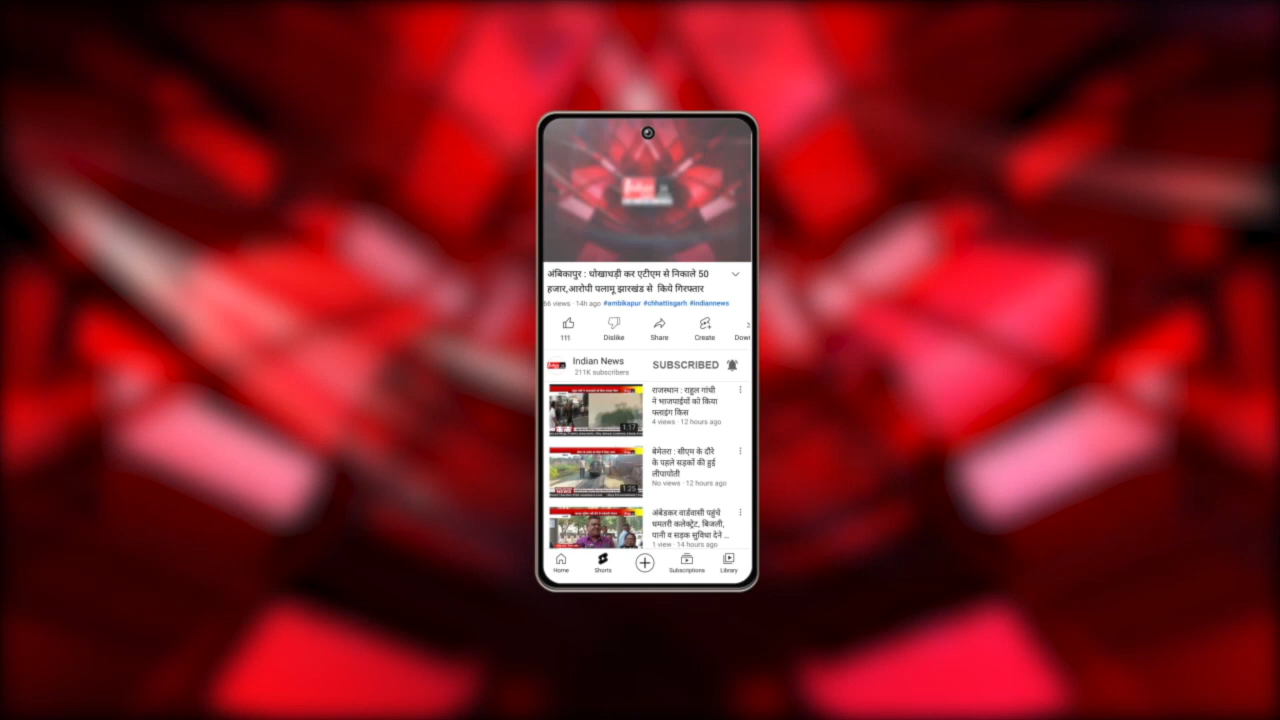 अंबिकापुर : धोखाधड़ी कर एटीएम से निकाले 50
हजार,आरोपी पलामू झारखंड से किये गिरफ्तार
66 views · 14h ago #ambikapur #chhattisgarh #indiannews
111
Dislike
Share
Create
Down
Indian News
211K subscribers
SUBSCRIBED
राजस्थान : राहुल गांधी
ने भाजपाईयों को किया
फ्लाइंग किस
4 views · 12 hours ago
1:17
बेमेतरा : सीएम के दौरे
के पहले सड़कों की हुई
लीपापोती
No views · 12 hours ago
1:25
अंबेडकर वार्डवासी पहुंचे
धमतरी कलेक्ट्रेट, बिजली,
पानी व सड़क सुविधा देने ...
1 view · 14 hours ago
Home
Shorts
Subscriptions
Library